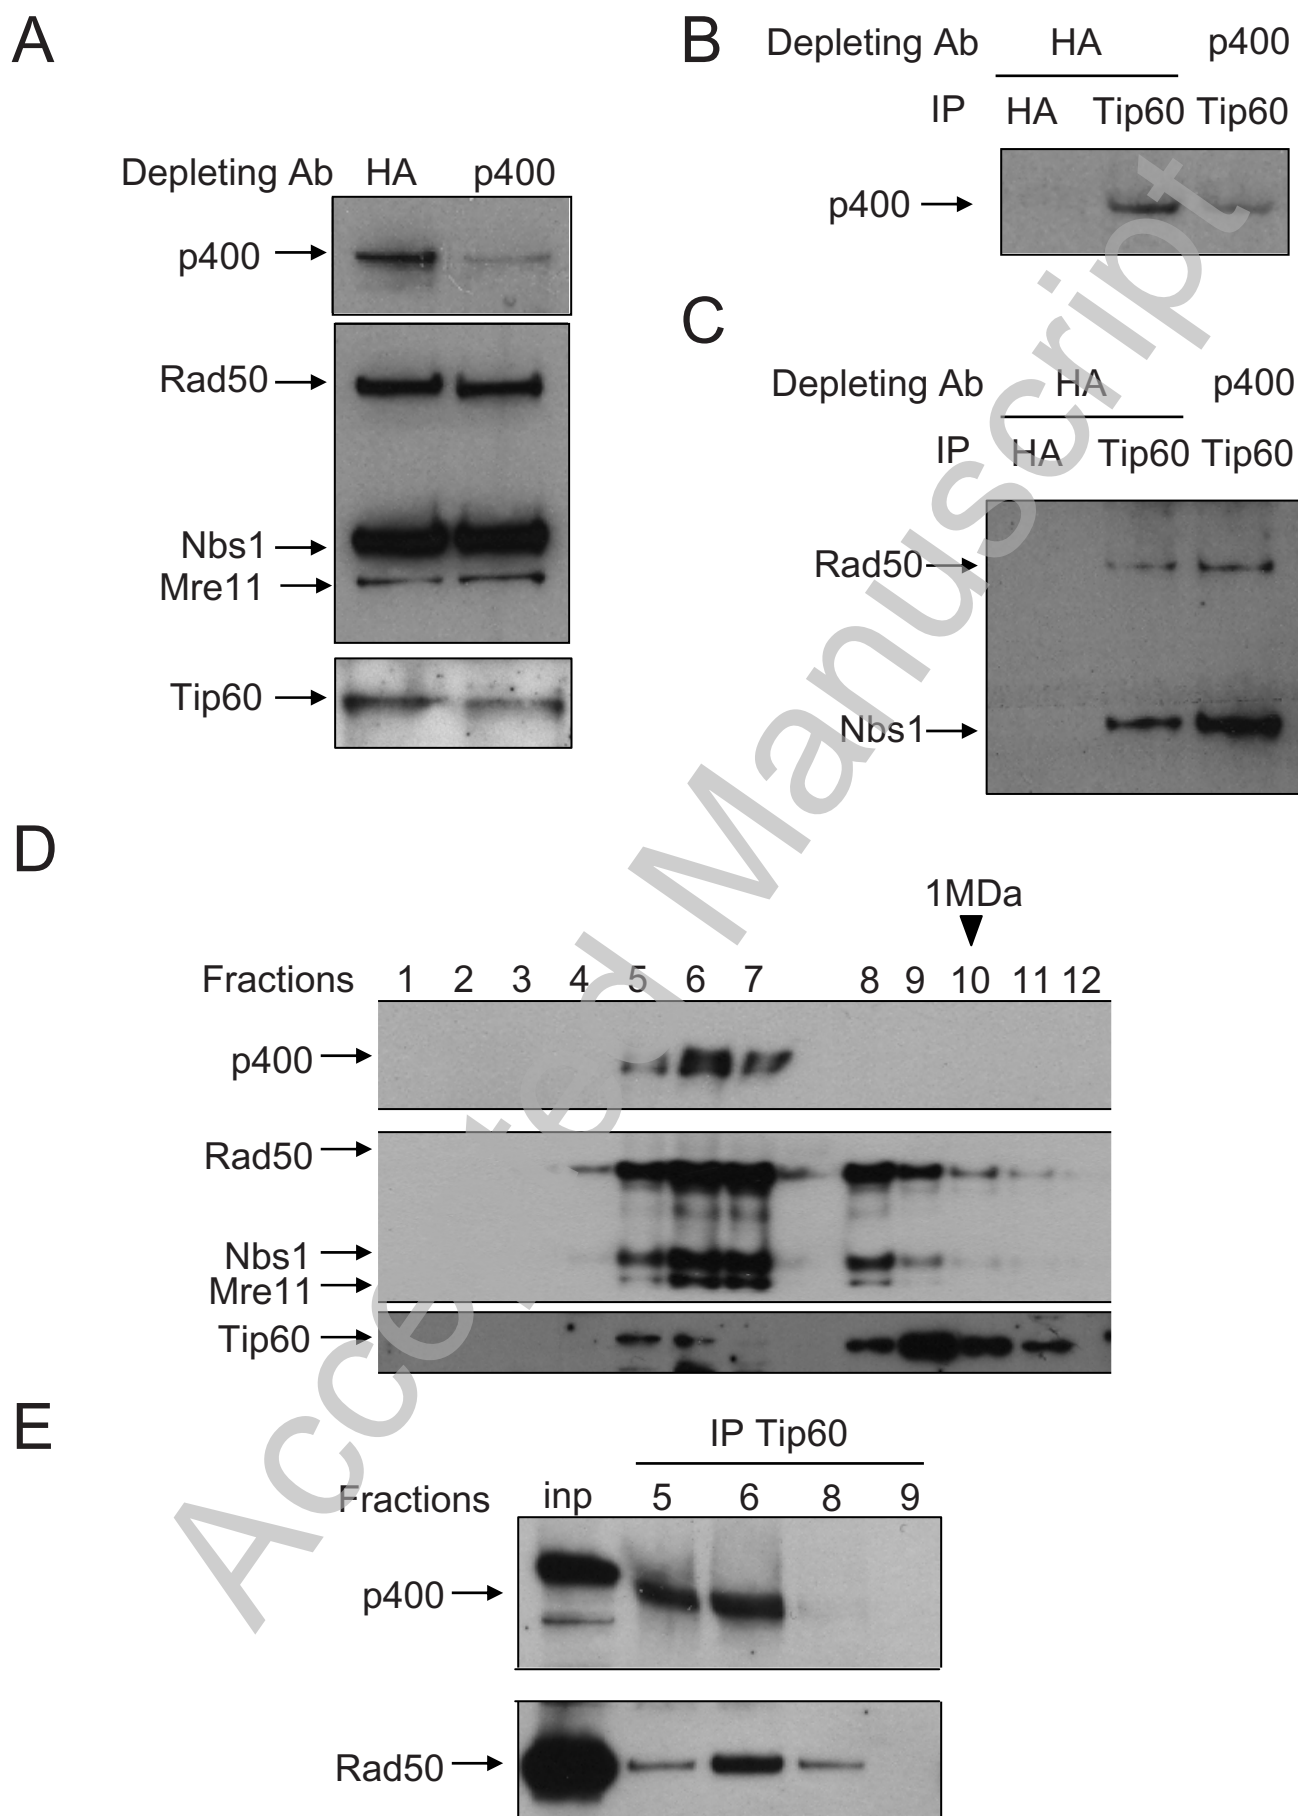 A
Depleting Ab HA p400
p400
Rad50
Nbs1
Mre11
Tip60
B
Depleting Ab HA p400
IP HA Tip60 Tip60
p400
C
Depleting Ab HA p400
IP HA Tip60 Tip60
Rad50
Nbs1
D
1MDa
Fractions 1 2 3 4 5 6 7 8 9 10 11 12
p400
Rad50
Nbs1
Mre11
Tip60
E
IP Tip60
Fractions inp 5 6 8 9
p400
Rad50
Accepted Manuscript